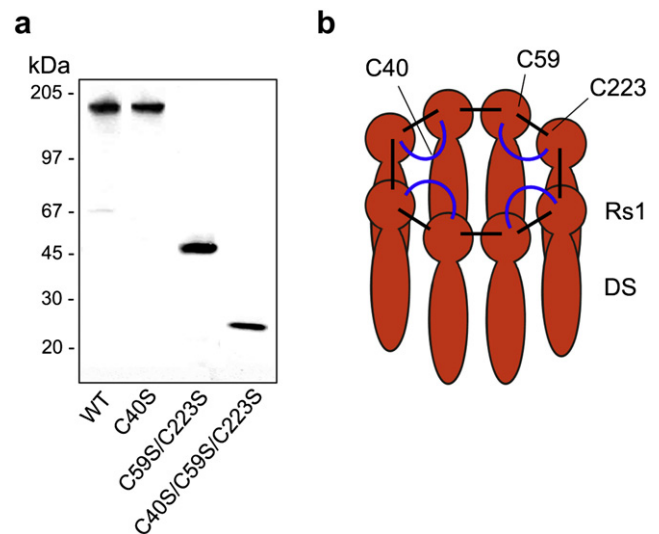 a
kDa
205 -
97 -
67 -
45 -
30 -
20 -
WT
C40S
C59S/C223S
C40S/C59S/C223S
b
C40
C59
C223
Rs1
DS